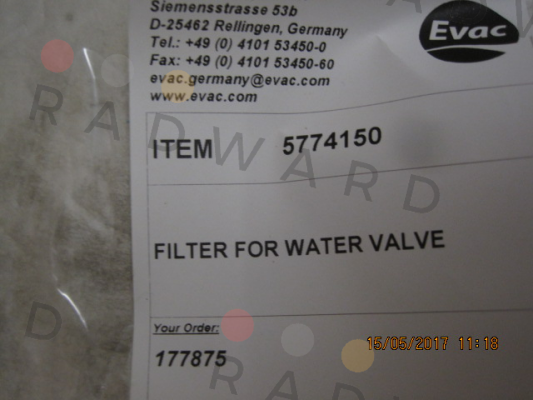 Siemensstrasse 53b
D-25462 Rellingen, Germany
Tel.: +49 (0) 4101 53450-0
Fax: +49 (0) 4101 53450-60
evac.germany@evac.com
www.evac.com
Evac
ITEM 5774150
RADWARD
FILTER FOR WATER VALVE
Your Order:
177875
15/05/2017 11:18
RADWARD